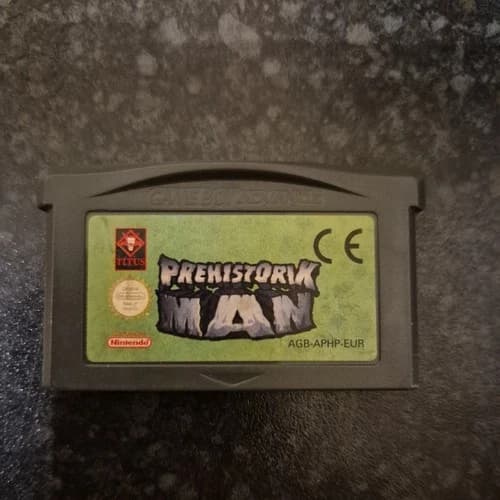 GAME BOY ADVANCE
TITUS
PREHISTORIK
MAN
CE
Nintendo
AGB-APHP-EUR